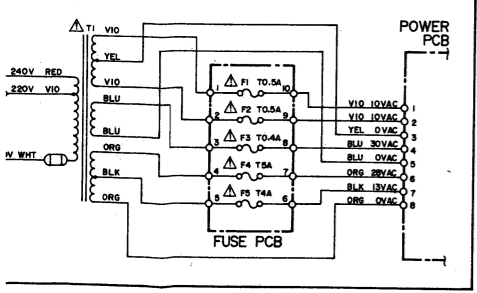 ⚠ T1 VIO
YEL
VIO
BLU
BLU
ORG
BLK
ORG
240V RED
220V VIO
0V WHT
1 ⚠ F1 T0.5A 10
2 ⚠ F2 T0.5A 9
3 ⚠ F3 T0.4A 8
4 ⚠ F4 T5A 7
5 ⚠ F5 T4A 6
FUSE PCB
POWER
PCB
VIO 10VAC 1
VIO 10VAC 2
YEL 0VAC 3
BLU 30VAC 4
BLU 0VAC 5
ORG 28VAC 6
BLK 13VAC 7
ORG 0VAC 8